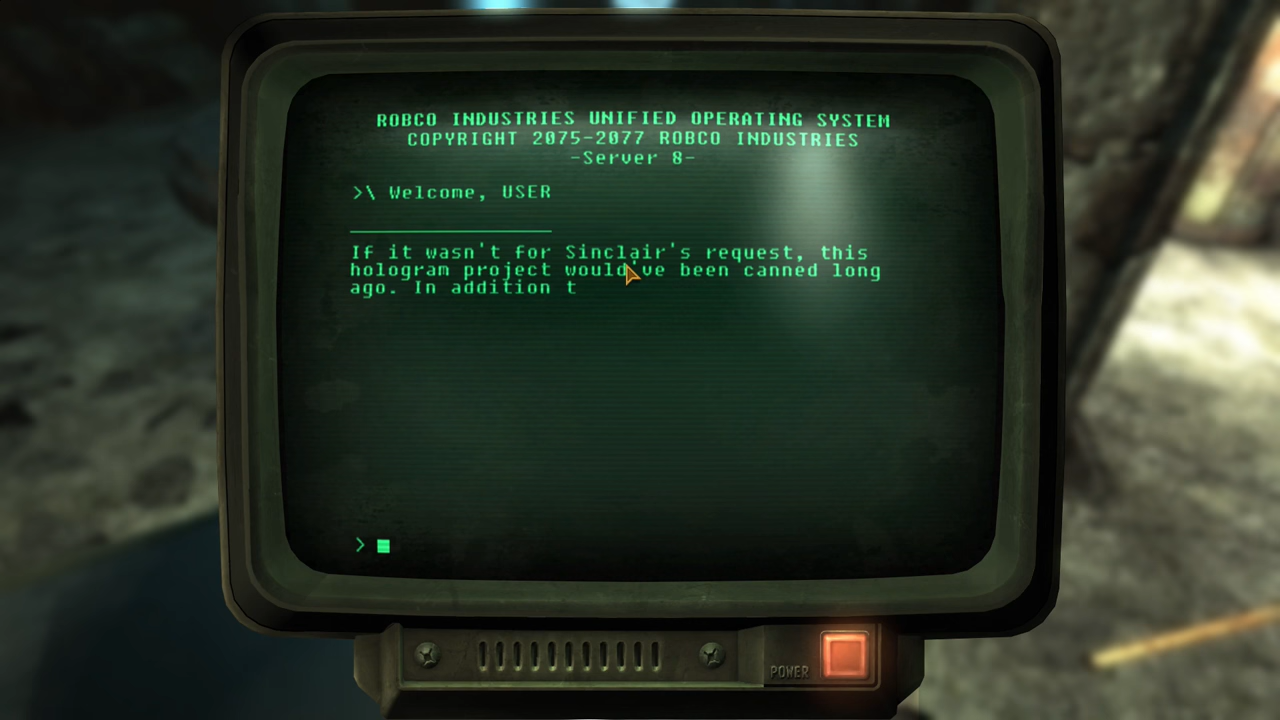 ROBCO INDUSTRIES UNIFIED OPERATING SYSTEM
COPYRIGHT 2075-2077 ROBCO INDUSTRIES
-Server 8-
>\ Welcome, USER
If it wasn't for Sinclair's request, this
hologram project would've been canned long
ago. In addition t
>
POWER